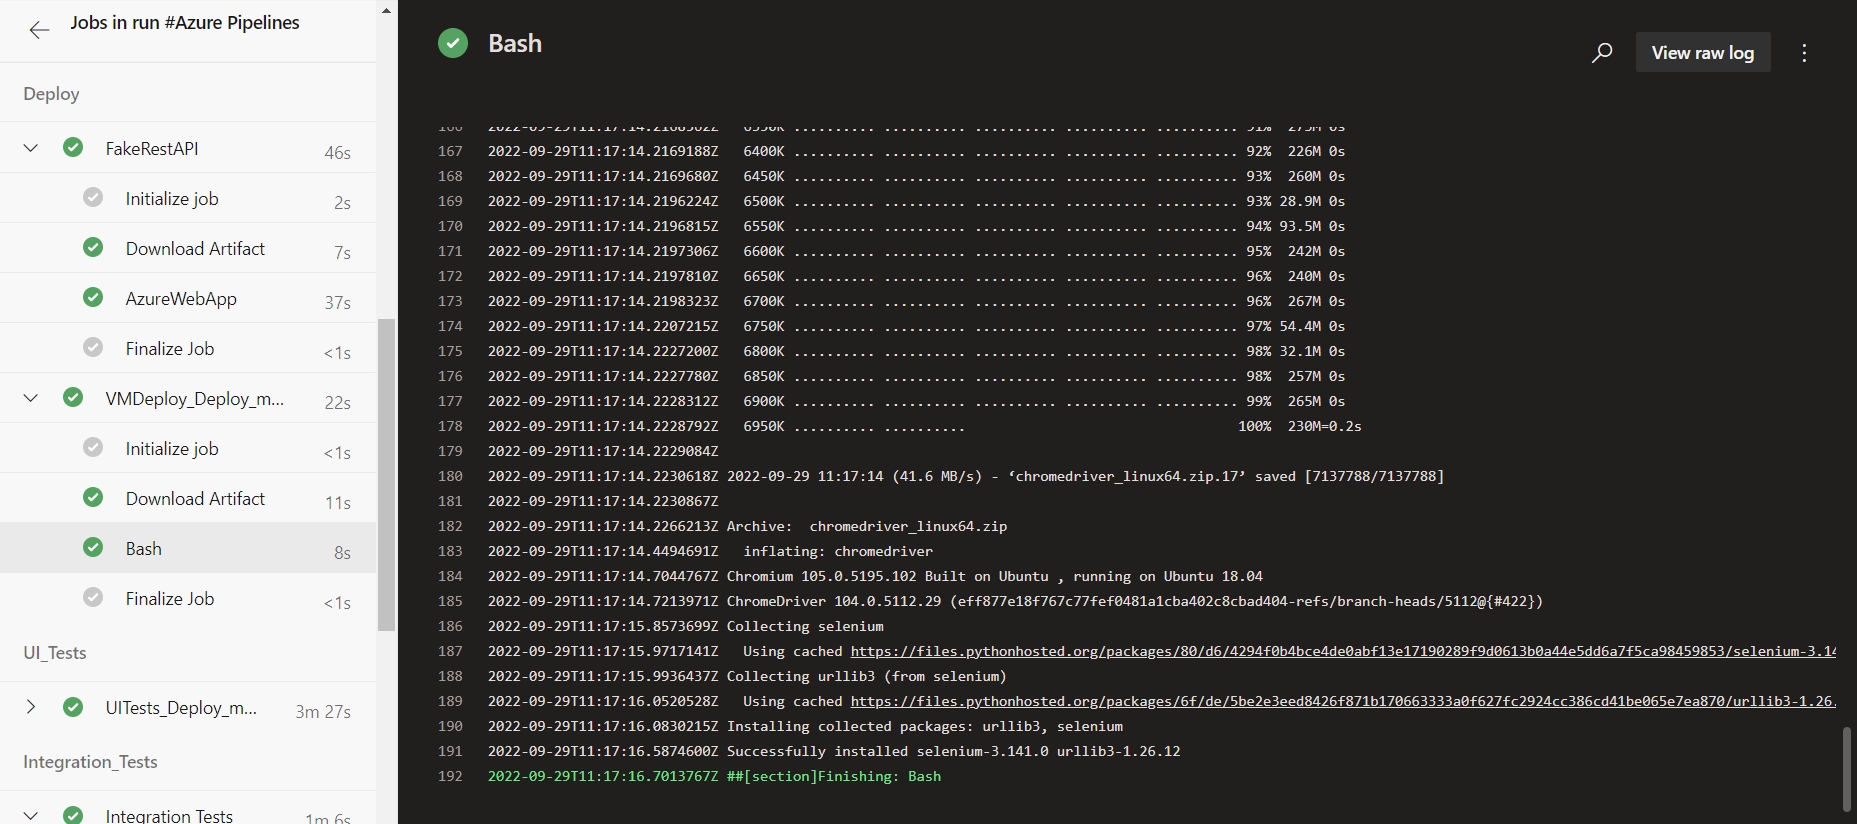 Jobs in run #Azure Pipelines
Deploy
FakeRestAPI 46s
Initialize job 2s
Download Artifact 7s
AzureWebApp 37s
Finalize Job <1s
VMDeploy_Deploy_m... 22s
Initialize job <1s
Download Artifact 11s
Bash 8s
Finalize Job <1s
UI_Tests
UITests_Deploy_m... 3m 27s
Integration_Tests
Integration Tests 1m 6s
Bash
View raw log
167 2022-09-29T11:17:14.2169188Z 6400K .......... .......... .......... .......... .......... 92% 226M 0s
168 2022-09-29T11:17:14.2169680Z 6450K .......... .......... .......... .......... .......... 93% 260M 0s
169 2022-09-29T11:17:14.2196224Z 6500K .......... .......... .......... .......... .......... 93% 28.9M 0s
170 2022-09-29T11:17:14.2196815Z 6550K .......... .......... .......... .......... .......... 94% 93.5M 0s
171 2022-09-29T11:17:14.2197306Z 6600K .......... .......... .......... .......... .......... 95% 242M 0s
172 2022-09-29T11:17:14.2197810Z 6650K .......... .......... .......... .......... .......... 96% 240M 0s
173 2022-09-29T11:17:14.2198323Z 6700K .......... .......... .......... .......... .......... 96% 267M 0s
174 2022-09-29T11:17:14.2207215Z 6750K .......... .......... .......... .......... .......... 97% 54.4M 0s
175 2022-09-29T11:17:14.2227200Z 6800K .......... .......... .......... .......... .......... 98% 32.1M 0s
176 2022-09-29T11:17:14.2227780Z 6850K .......... .......... .......... .......... .......... 98% 257M 0s
177 2022-09-29T11:17:14.2228312Z 6900K .......... .......... .......... .......... .......... 99% 265M 0s
178 2022-09-29T11:17:14.2228792Z 6950K .......... .......... 100% 230M=0.2s
179 2022-09-29T11:17:14.2229084Z
180 2022-09-29T11:17:14.2230618Z 2022-09-29 11:17:14 (41.6 MB/s) - ‘chromedriver_linux64.zip.17’ saved [7137788/7137788]
181 2022-09-29T11:17:14.2230867Z
182 2022-09-29T11:17:14.2266213Z Archive: chromedriver_linux64.zip
183 2022-09-29T11:17:14.4494691Z inflating: chromedriver
184 2022-09-29T11:17:14.7044767Z Chromium 105.0.5195.102 Built on Ubuntu , running on Ubuntu 18.04
185 2022-09-29T11:17:14.7213971Z ChromeDriver 104.0.5112.29 (eff877e18f767c77fef0481a1cba402c8cbad404-refs/branch-heads/5112@{#422})
186 2022-09-29T11:17:15.8573699Z Collecting selenium
187 2022-09-29T11:17:15.9717141Z Using cached https://files.pythonhosted.org/packages/80/d6/4294f0b4bce4de0abf13e17190289f9d0613b0a44e5dd6a7f5ca98459853/selenium-3.14
188 2022-09-29T11:17:15.9936437Z Collecting urllib3 (from selenium)
189 2022-09-29T11:17:16.0520528Z Using cached https://files.pythonhosted.org/packages/6f/de/5be2e3eed8426f871b170663333a0f627fc2924cc386cd41be065e7ea870/urllib3-1.26.
190 2022-09-29T11:17:16.0830215Z Installing collected packages: urllib3, selenium
191 2022-09-29T11:17:16.5874600Z Successfully installed selenium-3.141.0 urllib3-1.26.12
192 2022-09-29T11:17:16.7013767Z ##[section]Finishing: Bash